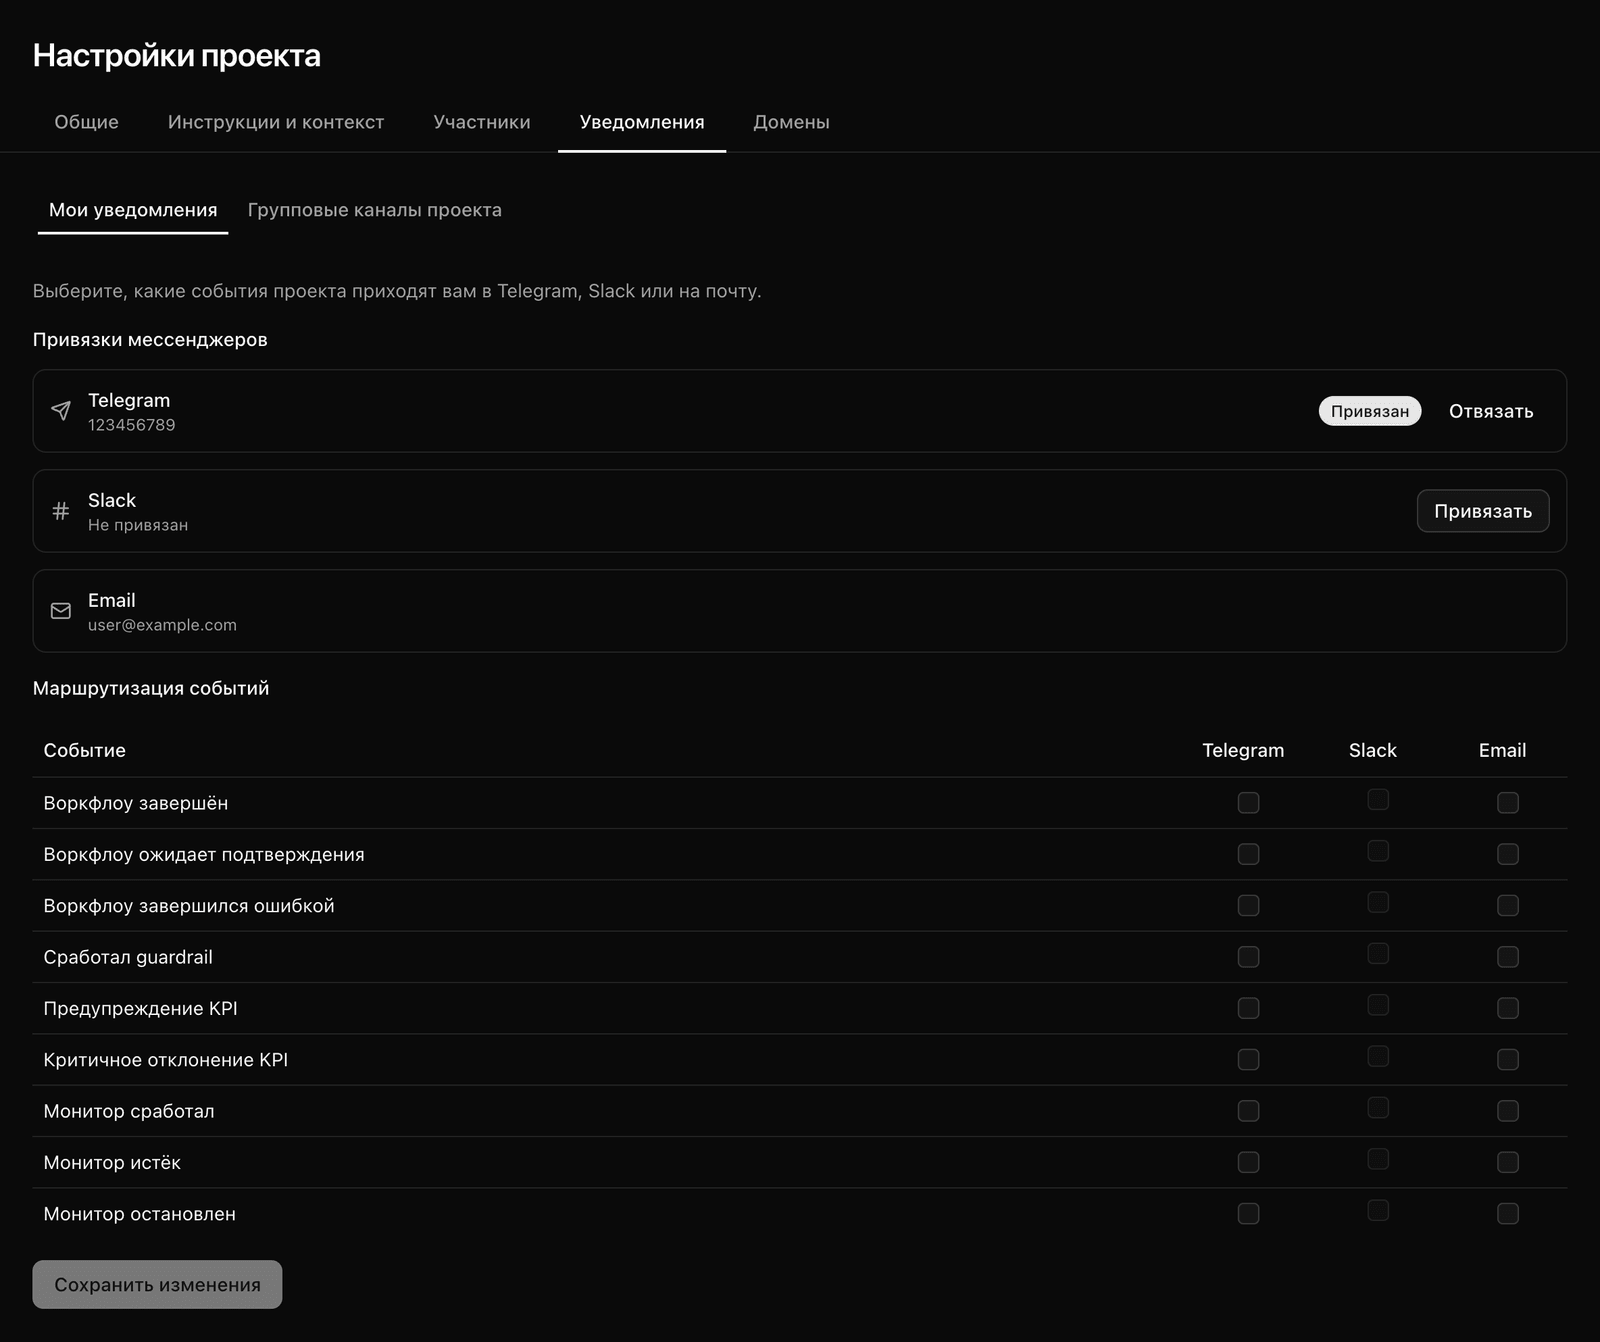 Настройки проекта
Общие Инструкции и контекст Участники Уведомления Домены
Мои уведомления Групповые каналы проекта
Выберите, какие события проекта приходят вам в Telegram, Slack или на почту.
Привязки мессенджеров
Telegram
123456789
Привязан Отвязать
Slack
Не привязан
Привязать
Email
user@example.com
Маршрутизация событий
Событие Telegram Slack Email
Воркфлоу завершён
Воркфлоу ожидает подтверждения
Воркфлоу завершился ошибкой
Сработал guardrail
Предупреждение KPI
Критичное отклонение KPI
Монитор сработал
Монитор истёк
Монитор остановлен
Сохранить изменения